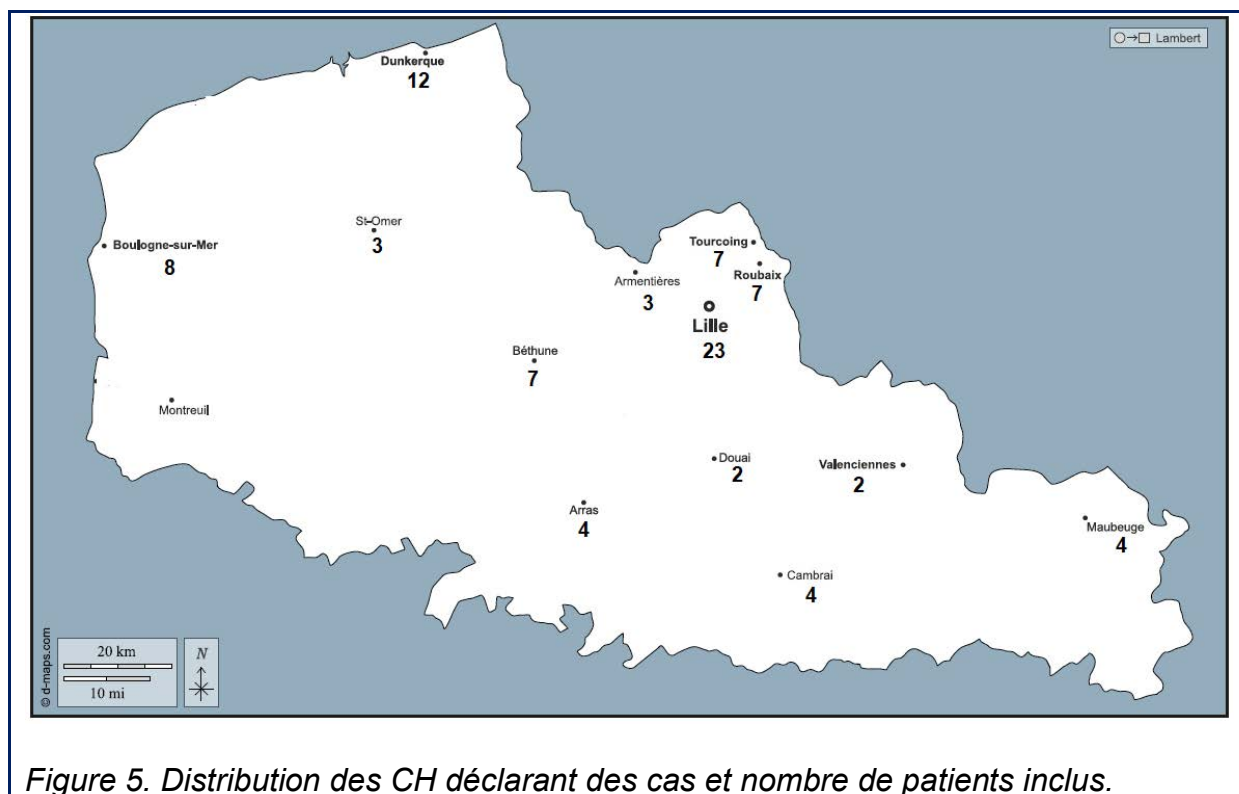 Lambert
Dunkerque
12
St-Omer
3
Boulogne-sur-Mer
8
Tourcoing
7
Roubaix
7
Armentières
3
Lille
23
Béthune
7
Montreuil
Douai
2
Valenciennes
2
Arras
4
Maubeuge
4
Cambrai
4
20 km
10 mi
N
© d-maps.com
Figure 5. Distribution des CH déclarant des cas et nombre de patients inclus.